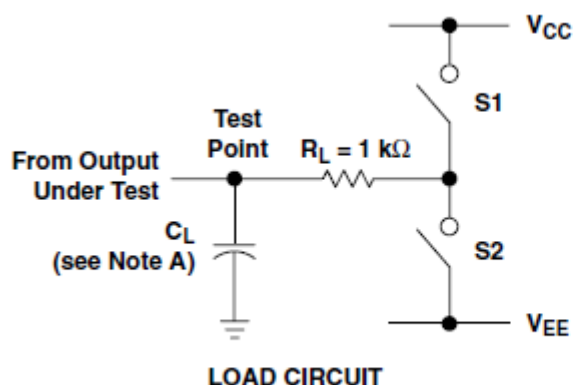 VCC
S1
Test
Point
RL = 1 kΩ
From Output
Under Test
CL
(see Note A)
S2
VEE
LOAD CIRCUIT